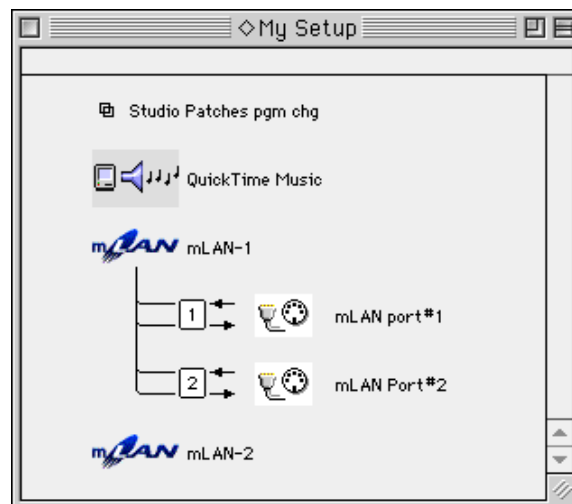 ◇My Setup
Studio Patches pgm chg
QuickTime Music
mLAN mLAN-1
1 mLAN port#1
2 mLAN Port#2
mLAN mLAN-2